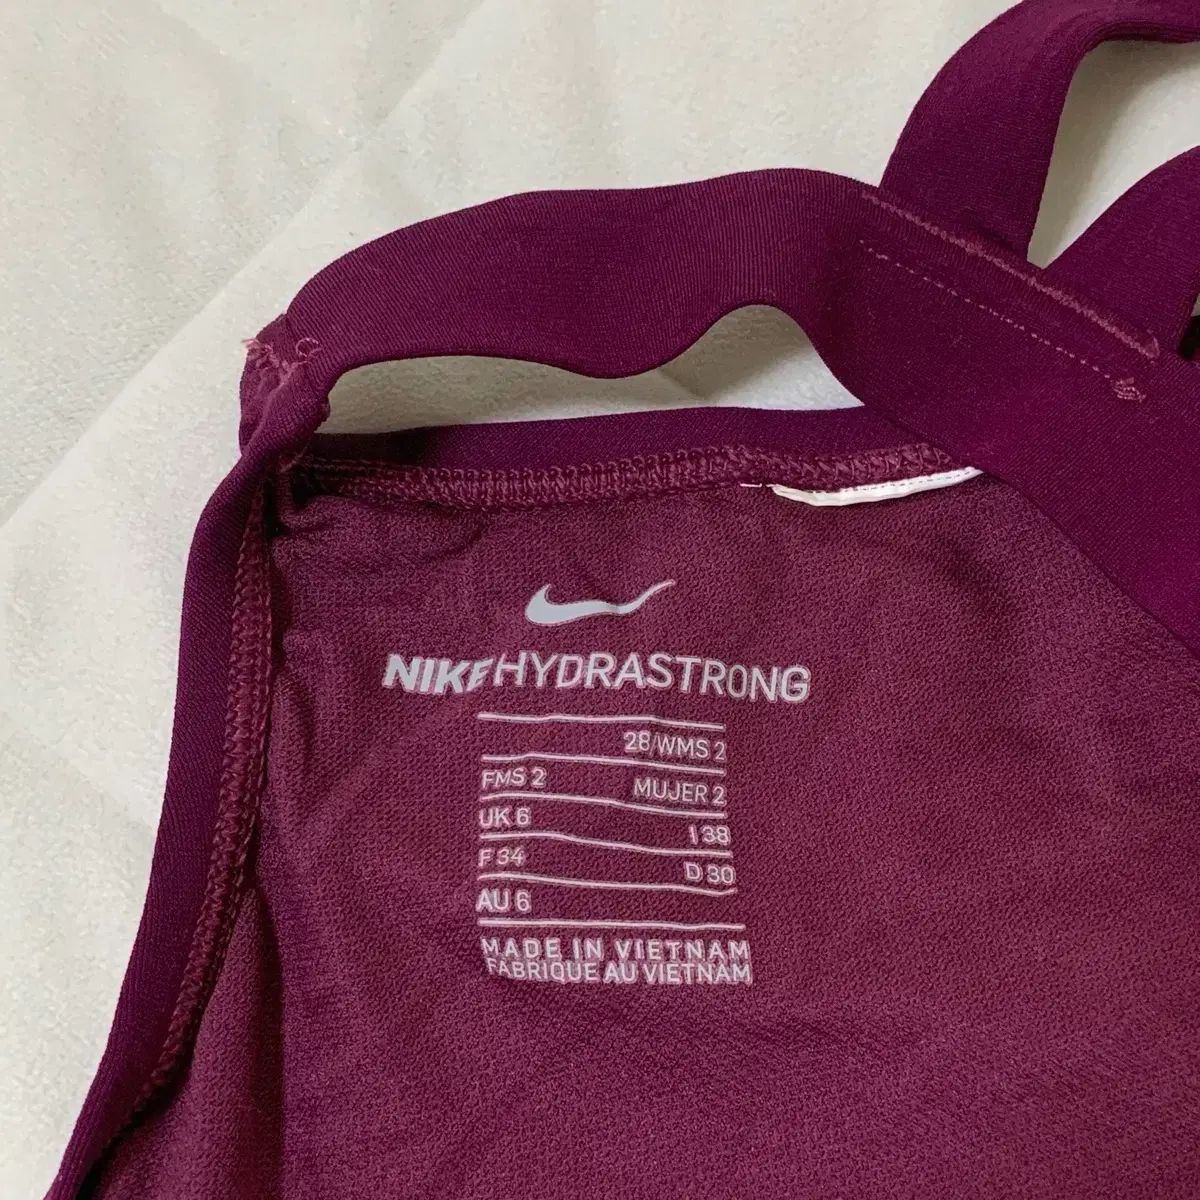 NIKE HYDRASTRONG
28/WMS 2
FMS 2 MUJER 2
UK 6 I 38
F 34 D 30
AU 6
MADE IN VIETNAM
FABRIQUE AU VIETNAM